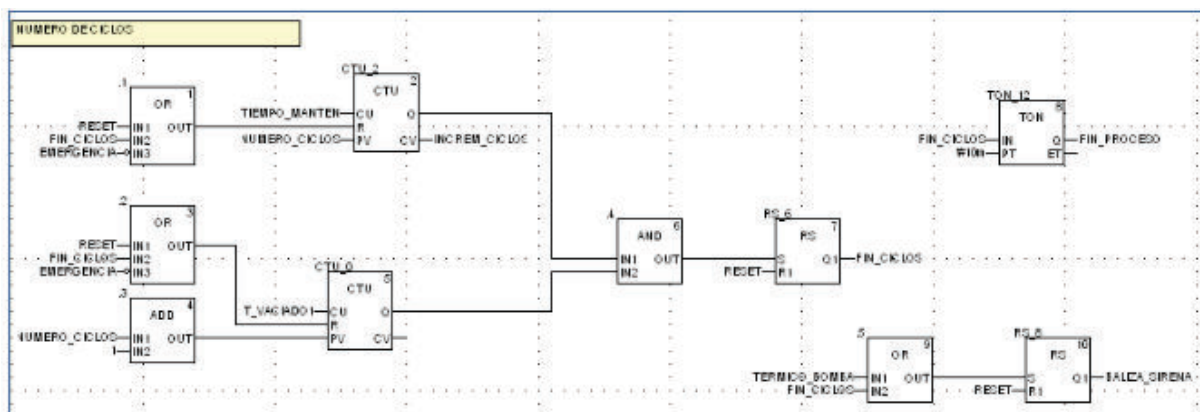 NUMERO DE CICLOS
.1
1
OR
RESET IN1 OUT
FIN_CICLOS IN2
EMERGENCIA IN3
CTU_2
2
CTU
TIEMPO_MANTEN CU Q
R
NUMERO_CICLOS PV CV INCREM_CICLOS
TON_12
8
TON
FIN_CICLOS IN Q FIN_PROCESO
PT ET
.2
3
OR
RESET IN1 OUT
FIN_CICLOS IN2
EMERGENCIA IN3
.3
4
ADD
NUMERO_CICLOS IN1 OUT
1 IN2
CTU_0
5
CTU
T_VACIADO1 CU Q
R
PV CV
.4
6
AND
IN1 OUT
IN2
RS_6
7
RS
S Q1 FIN_CICLOS
RESET R1
.5
9
OR
TERMICO_BOMBA IN1 OUT
FIN_CICLOS IN2
RS_8
10
RS
S Q1 BALIZA_SIRENA
RESET R1